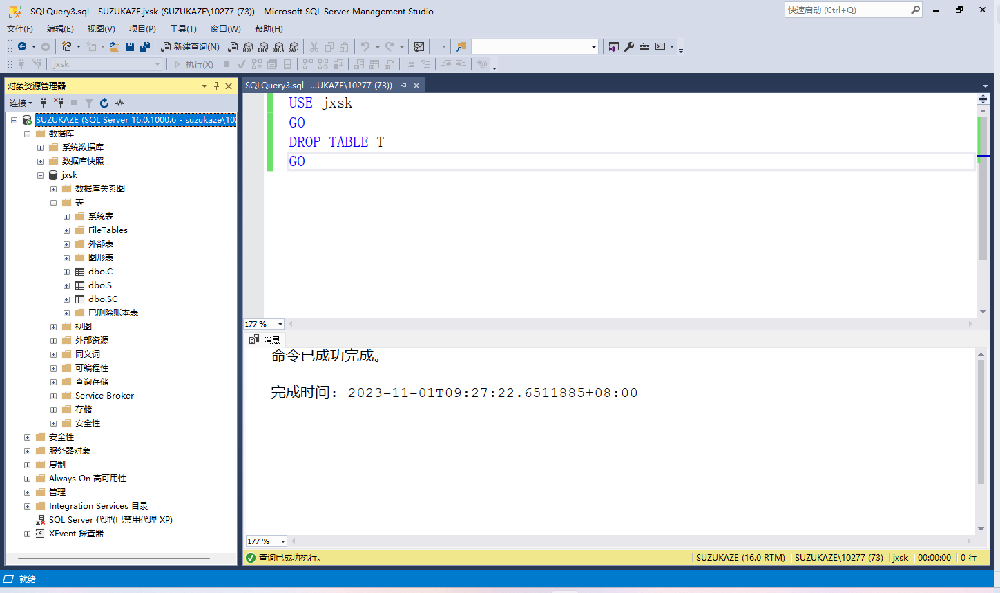 SQLQuery3.sql - SUZUKAZE.jxsk (SUZUKAZE\10277 (73)) - Microsoft SQL Server Management Studio
快速启动 (Ctrl+Q)
文件(F) 编辑(E) 视图(V) 项目(P) 工具(T) 窗口(W) 帮助(H)
新建查询(N)
MDX DMX XMLA DAX
jxsk
执行(X)
对象资源管理器
连接
SUZUKAZE (SQL Server 16.0.1000.6 - suzukaze\102
数据库
系统数据库
数据库快照
jxsk
数据库关系图
表
系统表
FileTables
外部表
图形表
dbo.C
dbo.S
dbo.SC
已删除账本表
视图
外部资源
同义词
可编程性
查询存储
Service Broker
存储
安全性
安全性
服务器对象
复制
Always On 高可用性
管理
Integration Services 目录
SQL Server 代理(已禁用代理 XP)
XEvent 探查器
SQLQuery3.sql -...UKAZE\10277 (73))
USE jxsk
GO
DROP TABLE T
GO
177 %
消息
命令已成功完成。
完成时间: 2023-11-01T09:27:22.6511885+08:00
177 %
查询已成功执行。
SUZUKAZE (16.0 RTM) SUZUKAZE\10277 (73) jxsk 00:00:00 0 行
就绪